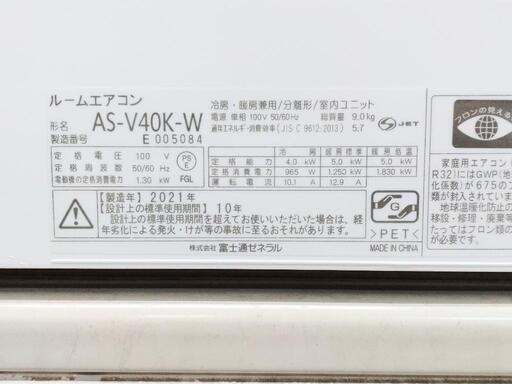 ルームエアコン
形名 AS-V40K-W
製造番号 E 005084
冷房・暖房兼用/分離形/室内ユニット
電源 単相 100V 50/60Hz 総質量 9.0kg
通年エネルギー消費効率(JIS C 9612:2013) 5.7
JET
定格電圧 100 V
定格周波数 50/60 Hz
電動機の定格消費電力 1.30 kW
PS E
FGL
冷房 暖房標準 暖房低温
定格能力 4.0 kW 5.0 kW 5.0 kW
定格消費電力 965 W 1,250 kW 1,830 kW
運転電流 10.1 A 12.9 A
【製造年】2021年
【設計上の標準使用期間】10年
【設計上の標準使用期間】を超えてお使いいただいた場合は、経
年劣化による発火・けが等の事故に至るおそれがあります。
株式会社 富士通ゼネラル
MADE IN CHINA
G
>PET<
フロンの見える
家庭用エアコン
R32)にはGWP(地
化係数)が675のフ
が封入されていま
地球温暖化防止の
移設・修理・廃棄等
たってはフロン類の
が必要です。